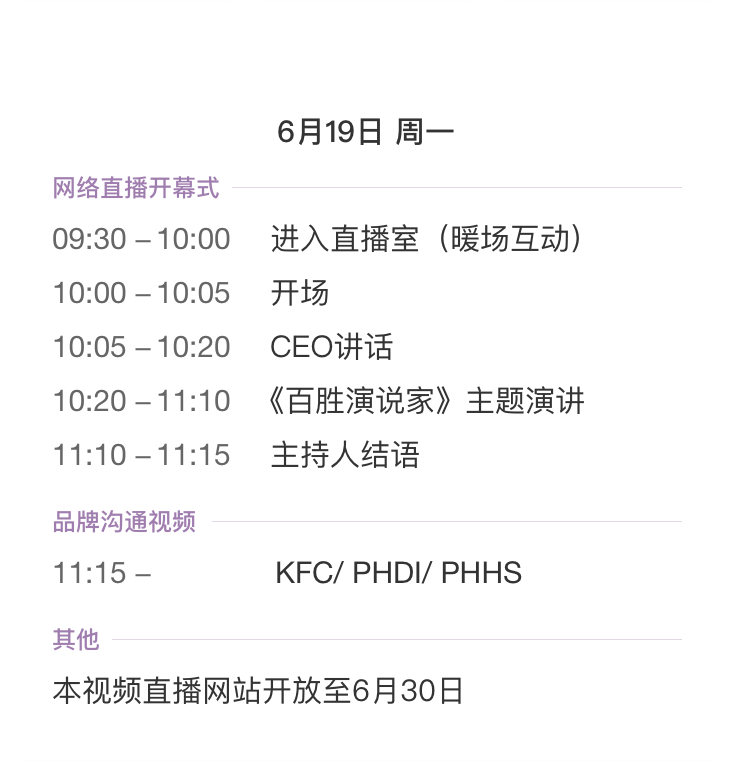 6月19日 周一
网络直播开幕式
09:30 – 10:00 进入直播室（暖场互动）
10:00 – 10:05 开场
10:05 – 10:20 CEO讲话
10:20 – 11:10 《百胜演说家》主题演讲
11:10 – 11:15 主持人结语
品牌沟通视频
11:15 – KFC/ PHDI/ PHHS
其他
本视频直播网站开放至6月30日